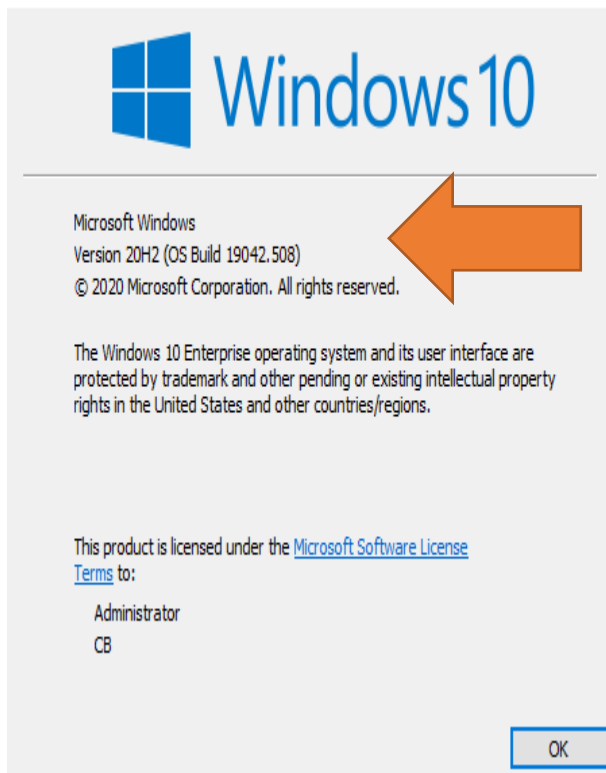 Windows 10
Microsoft Windows
Version 20H2 (OS Build 19042.508)
© 2020 Microsoft Corporation. All rights reserved.
The Windows 10 Enterprise operating system and its user interface are
protected by trademark and other pending or existing intellectual property
rights in the United States and other countries/regions.
This product is licensed under the Microsoft Software License
Terms to:
Administrator
CB
OK